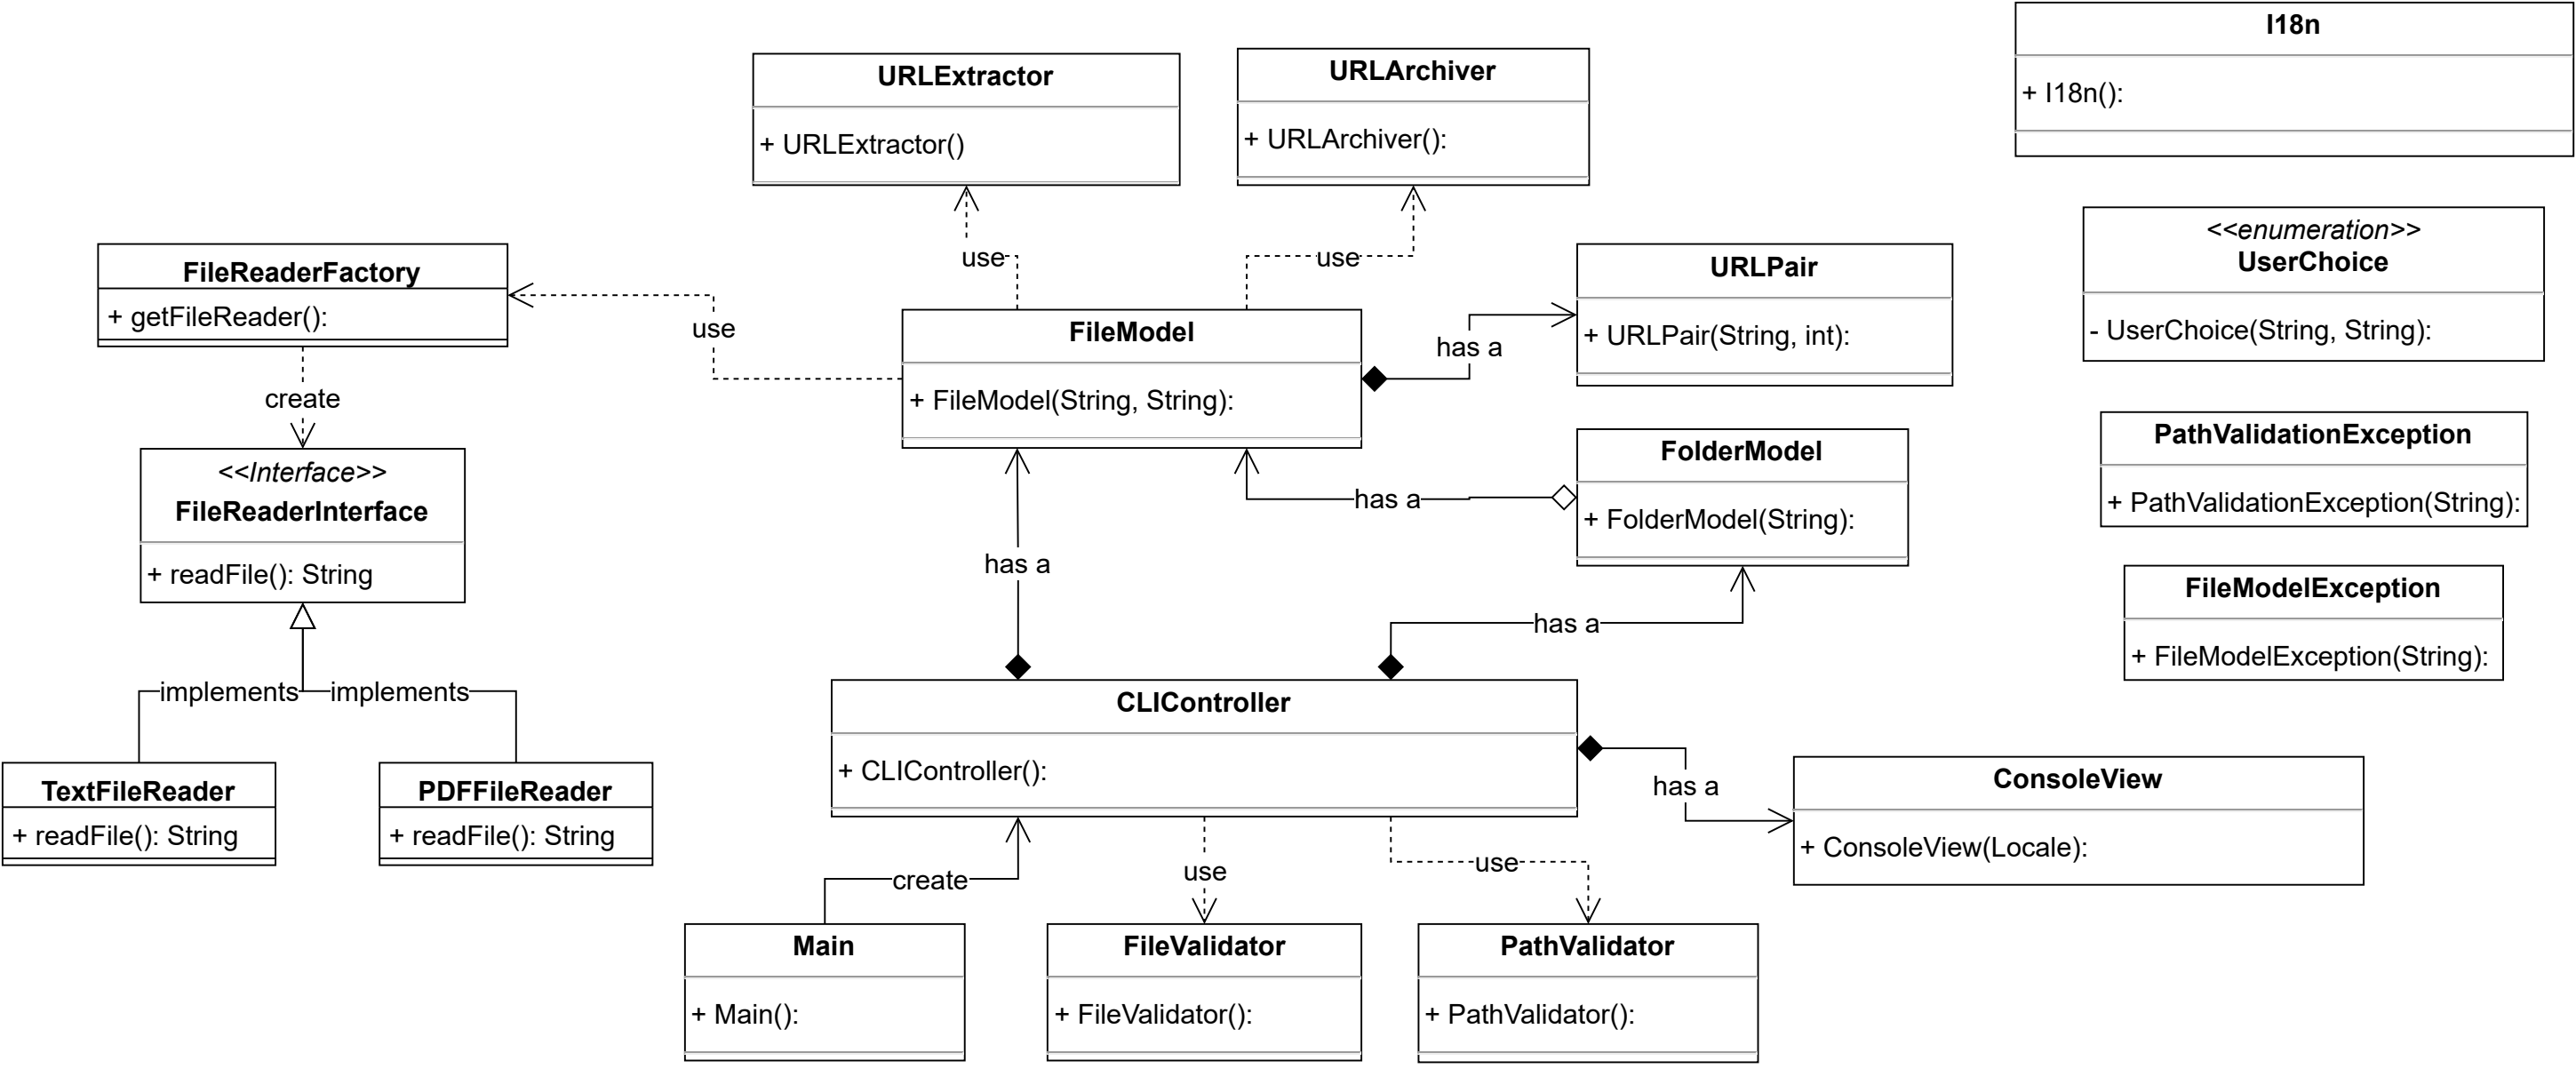 I18n
+ I18n():
URLExtractor
+ URLExtractor()
URLArchiver
+ URLArchiver():
<<enumeration>>
UserChoice
- UserChoice(String, String):
use
use
FileReaderFactory
+ getFileReader():
use
FileModel
+ FileModel(String, String):
has a
URLPair
+ URLPair(String, int):
create
<<Interface>>
FileReaderInterface
+ readFile(): String
has a
FolderModel
+ FolderModel(String):
PathValidationException
+ PathValidationException(String):
has a
has a
FileModelException
+ FileModelException(String):
implements
implements
TextFileReader
+ readFile(): String
PDFFileReader
+ readFile(): String
CLIController
+ CLIController():
has a
ConsoleView
+ ConsoleView(Locale):
create
use
use
Main
+ Main():
FileValidator
+ FileValidator():
PathValidator
+ PathValidator():